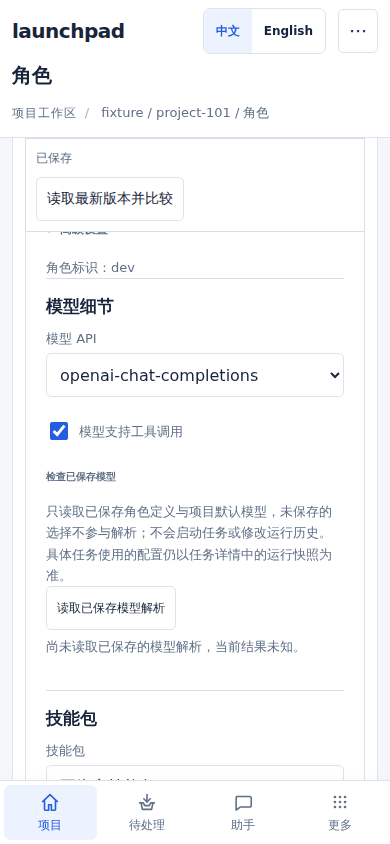 launchpad
中文
English
角色
项目工作区 / fixture / project-101 / 角色
已保存
读取最新版本并比较
角色标识：dev
模型细节
模型 API
openai-chat-completions
模型支持工具调用
检查已保存模型
只读取已保存角色定义与项目默认模型，未保存的
选择不参与解析；不会启动任务或修改运行历史。
具体任务使用的配置仍以任务详情中的运行快照为
准。
读取已保存模型解析
尚未读取已保存的模型解析，当前结果未知。
技能包
技能包
项目
待处理
助手
更多